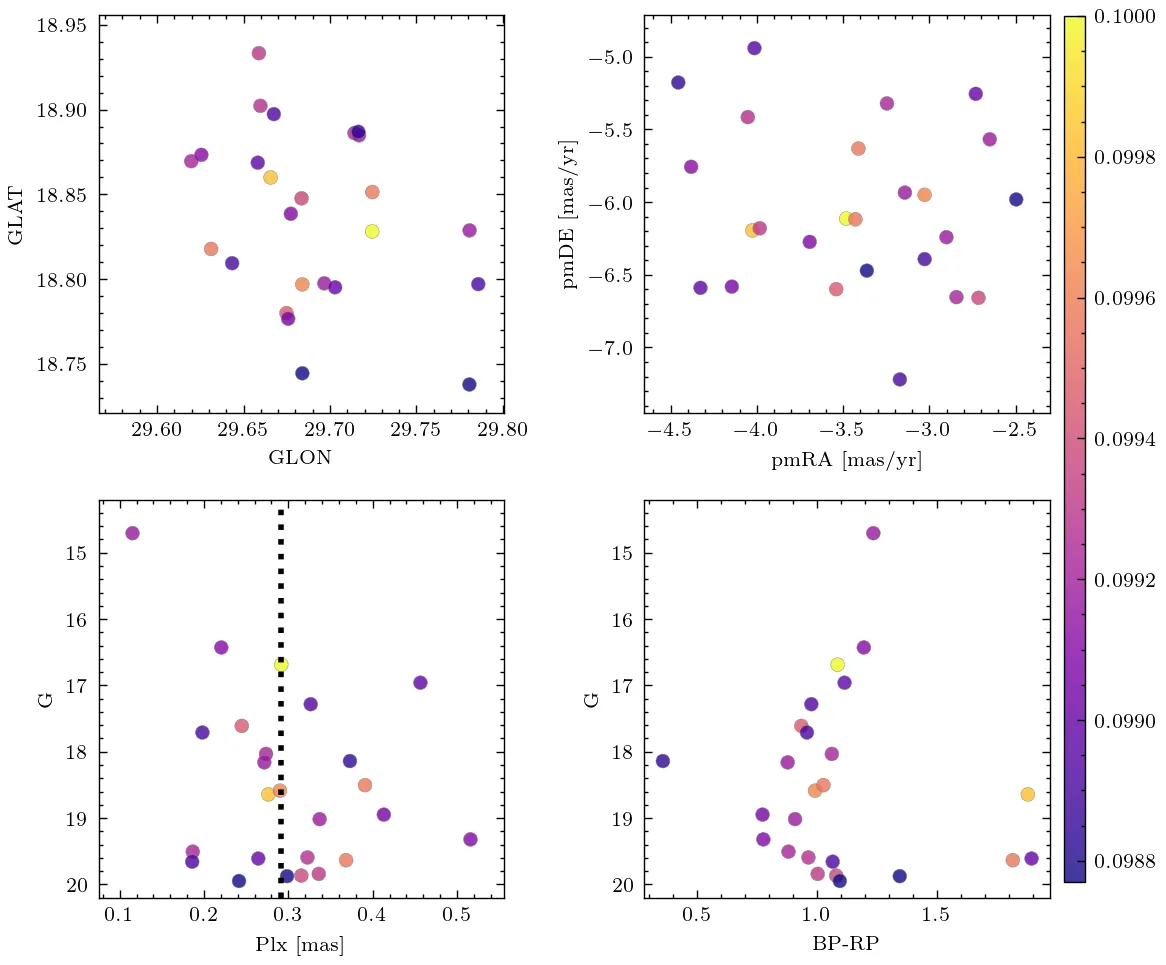 18.95
18.90
18.85
18.80
18.75
GLAT
29.60 29.65 29.70 29.75 29.80
GLON
−5.0
−5.5
−6.0
−6.5
−7.0
pmDE [mas/yr]
−4.5 −4.0 −3.5 −3.0 −2.5
pmRA [mas/yr]
0.1000
0.0998
0.0996
0.0994
0.0992
0.0990
0.0988
15
16
17
18
19
20
G
0.1 0.2 0.3 0.4 0.5
Plx [mas]
15
16
17
18
19
20
G
0.5 1.0 1.5
BP-RP